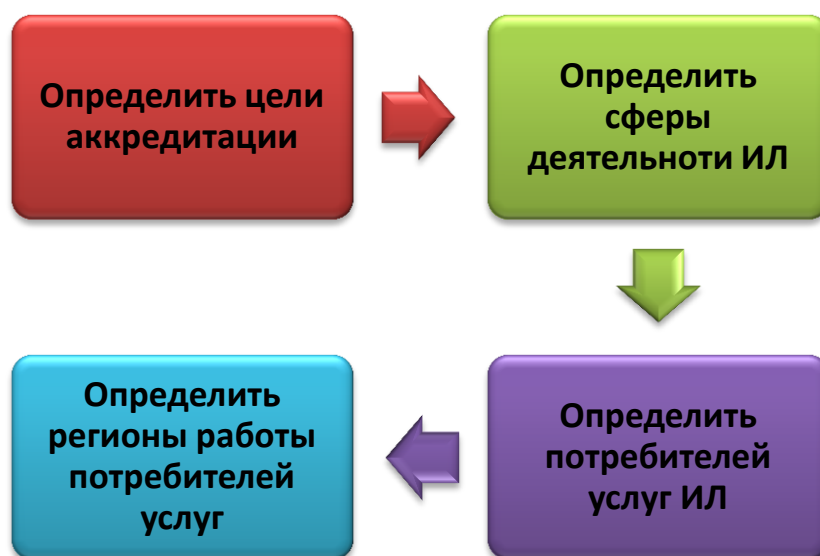 Определить цели
аккредитации
Определить
сферы
деятельноти ИЛ
Определить
потребителей
услуг ИЛ
Определить
регионы работы
потребителей
услуг